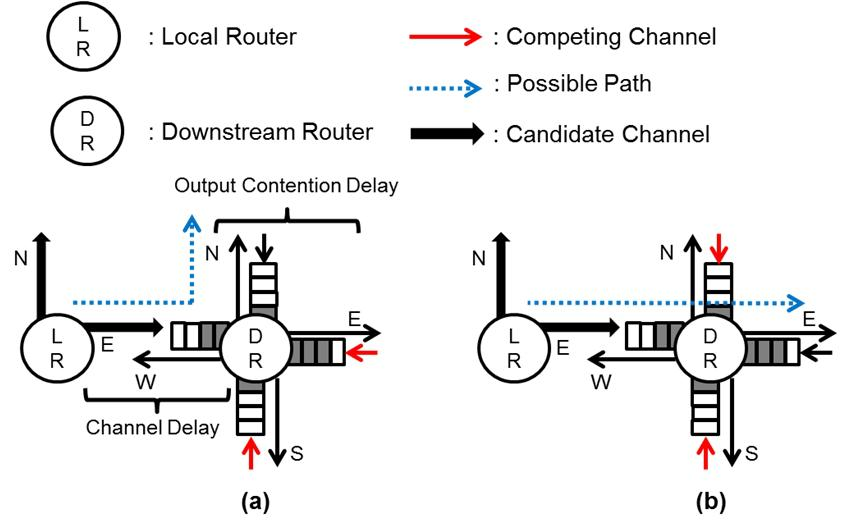 L
R
: Local Router
: Competing Channel
: Possible Path
D
R
: Downstream Router
: Candidate Channel
Output Contention Delay
N
N
L
R
E
D
R
E
W
Channel Delay
S
(a)
N
N
L
R
E
D
R
E
W
S
(b)